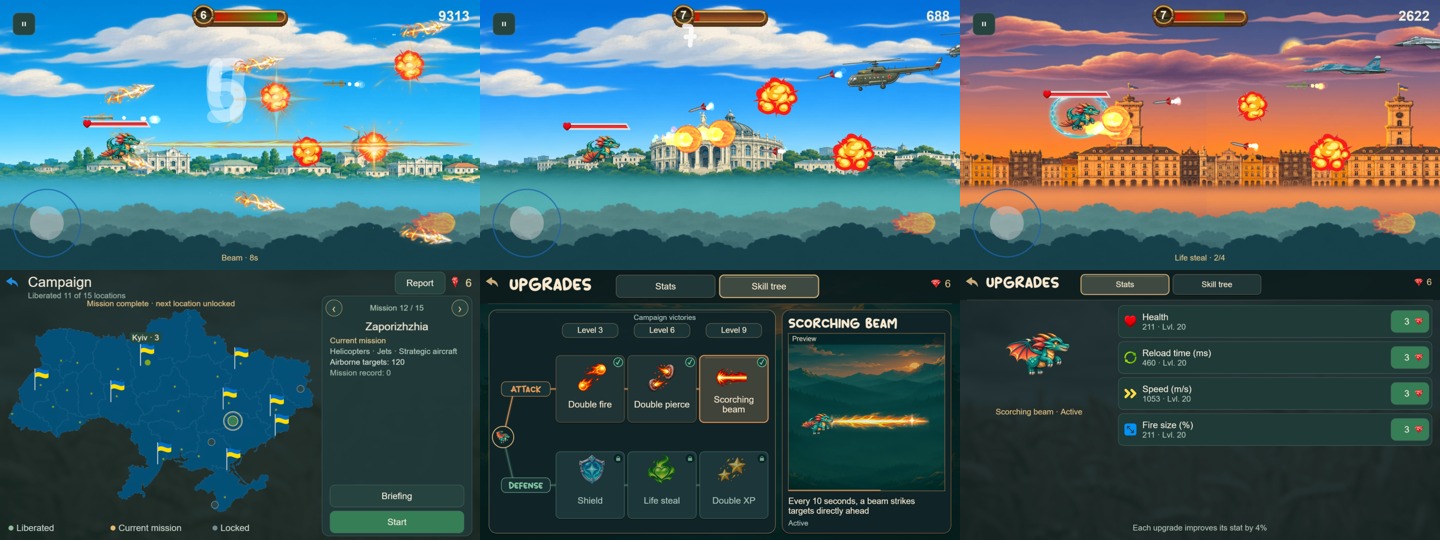 6
9313
6
Beam · 8s
7
688
7
2622
Life steal · 2/4
Campaign
Liberated 11 of 15 locations
Mission complete · next location unlocked
Report
6
Kyiv · 3
Mission 12 / 15
Zaporizhzhia
Current mission
Helicopters · Jets · Strategic aircraft
Airborne targets: 120
Mission record: 0
Briefing
Start
Liberated
Current mission
Locked
UPGRADES
Stats
Skill tree
6
Campaign victories
Level 3
Level 6
Level 9
ATTACK
Double fire
Double pierce
Scorching
beam
DEFENSE
Shield
Life steal
Double XP
SCORCHING BEAM
Preview
Every 10 seconds, a beam strikes
targets directly ahead
Active
UPGRADES
Stats
Skill tree
6
Scorching beam · Active
Health
211 · Lvl. 20
3
Reload time (ms)
460 · Lvl. 20
3
Speed (m/s)
1053 · Lvl. 20
3
Fire size (%)
211 · Lvl. 20
3
Each upgrade improves its stat by 4%